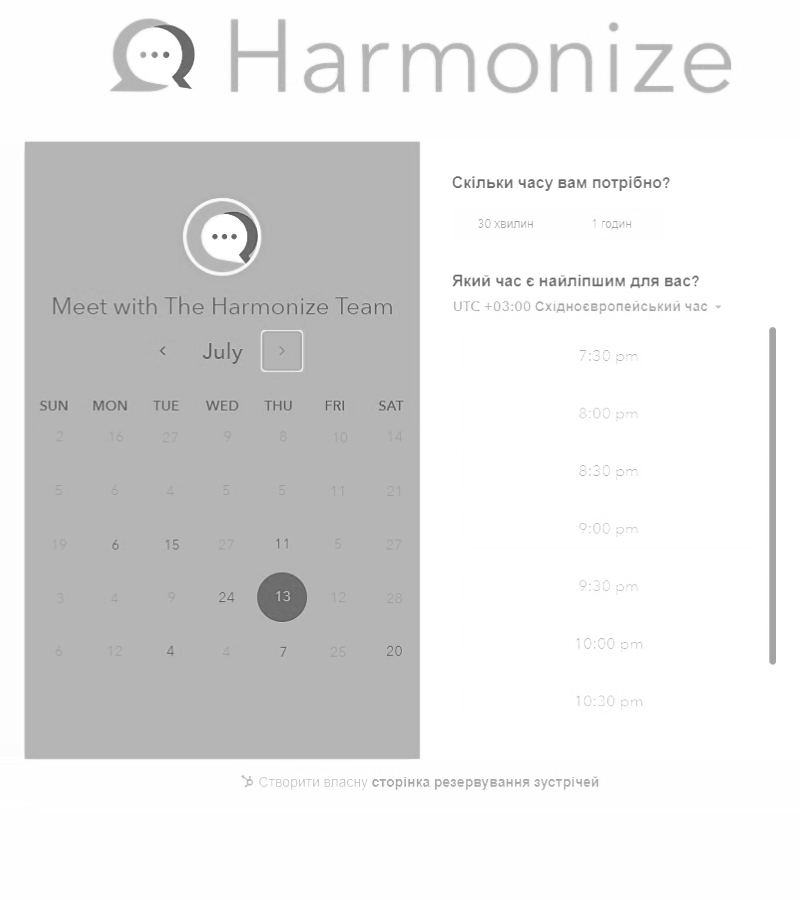 Harmonize
Meet with The Harmonize Team
July
SUN MON TUE WED THU FRI SAT
2 16 27 9 8 10 14
5 6 4 5 5 11 21
19 6 15 27 11 5 27
3 4 9 24 13 12 28
6 12 4 4 7 25 20
Скільки часу вам потрібно?
30 хвилин 1 годин
Який час є найліпшим для вас?
UTC +03:00 Східноєвропейський час
7:30 pm
8:00 pm
8:30 pm
9:00 pm
9:30 pm
10:00 pm
10:30 pm
Створити власну сторінка резервування зустрічей